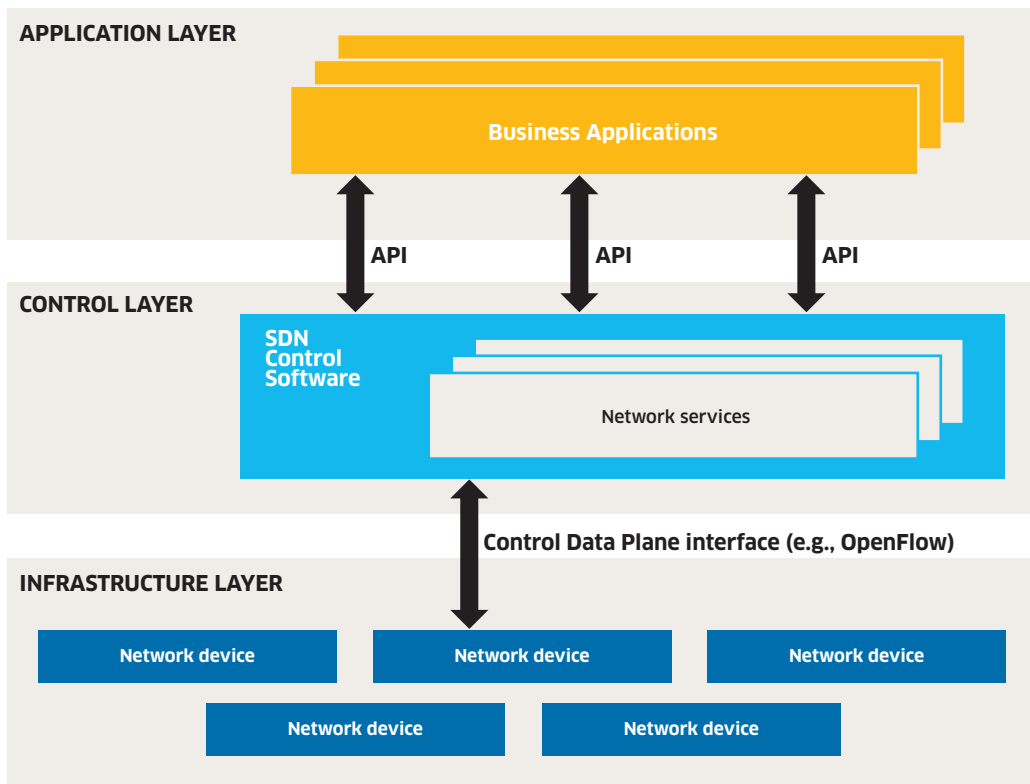 APPLICATION LAYER
Business Applications
API
API
API
CONTROL LAYER
SDN
Control
Software
Network services
Control Data Plane interface (e.g., OpenFlow)
INFRASTRUCTURE LAYER
Network device
Network device
Network device
Network device
Network device